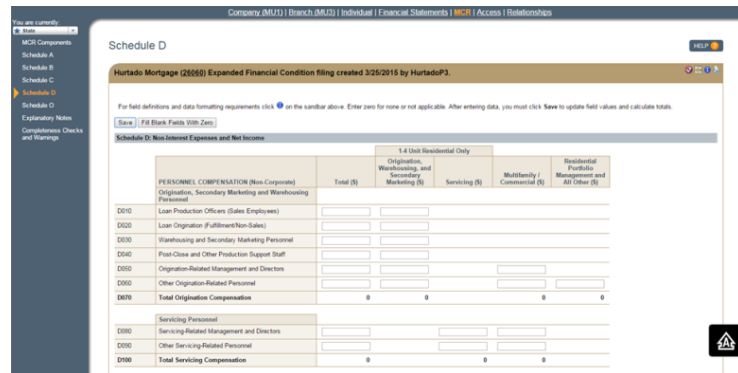 Company (MU1) | Branch (MU3) | Individual | Financial Statements | MCR | Access | Relationships
You are currently:
State
MCR Components
Schedule A
Schedule B
Schedule C
Schedule D
Schedule O
Explanatory Notes
Completeness Checks
and Warnings
Schedule D
HELP
Hurtado Mortgage (26060) Expanded Financial Condition filing created 3/25/2015 by HurtadoP3.
For field definitions and data formatting requirements click on the sandbar above. Enter zero for none or not applicable. After entering data, you must click Save to update field values and calculate totals.
Save Fill Blank Fields With Zero
Schedule D: Non-Interest Expenses and Net Income
1-4 Unit Residential Only
PERSONNEL COMPENSATION (Non-Corporate) Total ($) Origination, Warehousing, and Secondary Marketing ($) Servicing ($) Multifamily / Commercial ($) Residential Portfolio Management and All Other ($)
Origination, Secondary Marketing and Warehousing
Personnel
D010 Loan Production Officers (Sales Employees)
D020 Loan Origination (Fulfillment/Non-Sales)
D030 Warehousing and Secondary Marketing Personnel
D040 Post-Close and Other Production Support Staff
D050 Origination-Related Management and Directors
D060 Other Origination-Related Personnel
D070 Total Origination Compensation 0 0 0 0
Servicing Personnel
D080 Servicing-Related Management and Directors
D090 Other Servicing-Related Personnel
D100 Total Servicing Compensation 0 0 0